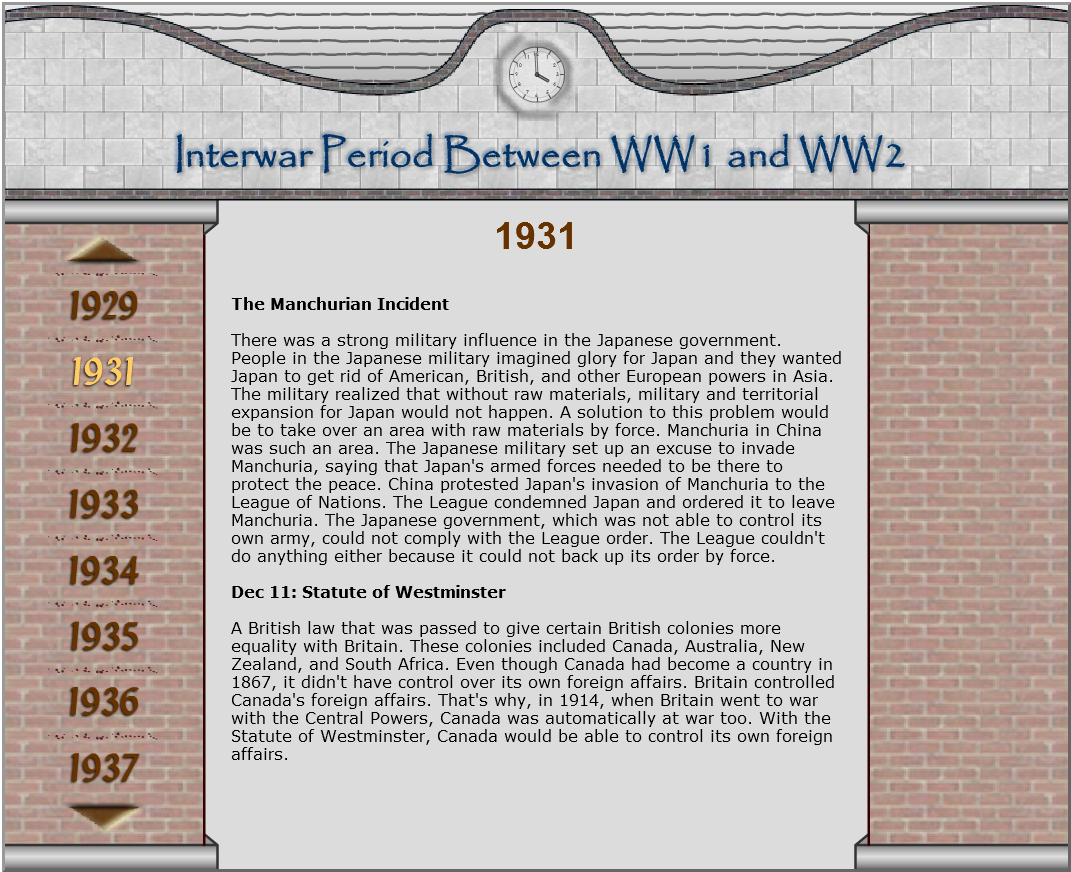 Interwar Period Between WW1 and WW2
1931
1929
1931
1932
1933
1934
1935
1936
1937
The Manchurian Incident
There was a strong military influence in the Japanese government.
People in the Japanese military imagined glory for Japan and they wanted
Japan to get rid of American, British, and other European powers in Asia.
The military realized that without raw materials, military and territorial
expansion for Japan would not happen. A solution to this problem would
be to take over an area with raw materials by force. Manchuria in China
was such an area. The Japanese military set up an excuse to invade
Manchuria, saying that Japan's armed forces needed to be there to
protect the peace. China protested Japan's invasion of Manchuria to the
League of Nations. The League condemned Japan and ordered it to leave
Manchuria. The Japanese government, which was not able to control its
own army, could not comply with the League order. The League couldn't
do anything either because it could not back up its order by force.
Dec 11: Statute of Westminster
A British law that was passed to give certain British colonies more
equality with Britain. These colonies included Canada, Australia, New
Zealand, and South Africa. Even though Canada had become a country in
1867, it didn't have control over its own foreign affairs. Britain controlled
Canada's foreign affairs. That's why, in 1914, when Britain went to war
with the Central Powers, Canada was automatically at war too. With the
Statute of Westminster, Canada would be able to control its own foreign
affairs.